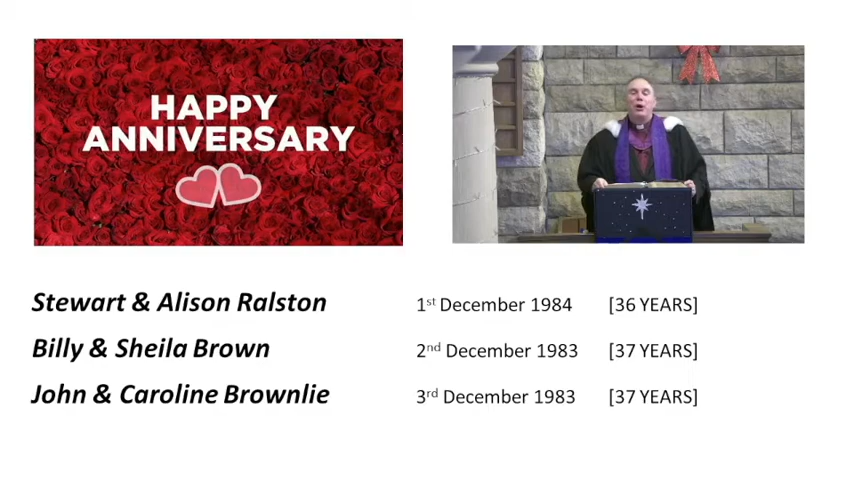 HAPPY
ANNIVERSARY
Stewart & Alison Ralston 1st December 1984 [36 YEARS]
Billy & Sheila Brown 2nd December 1983 [37 YEARS]
John & Caroline Brownlie 3rd December 1983 [37 YEARS]